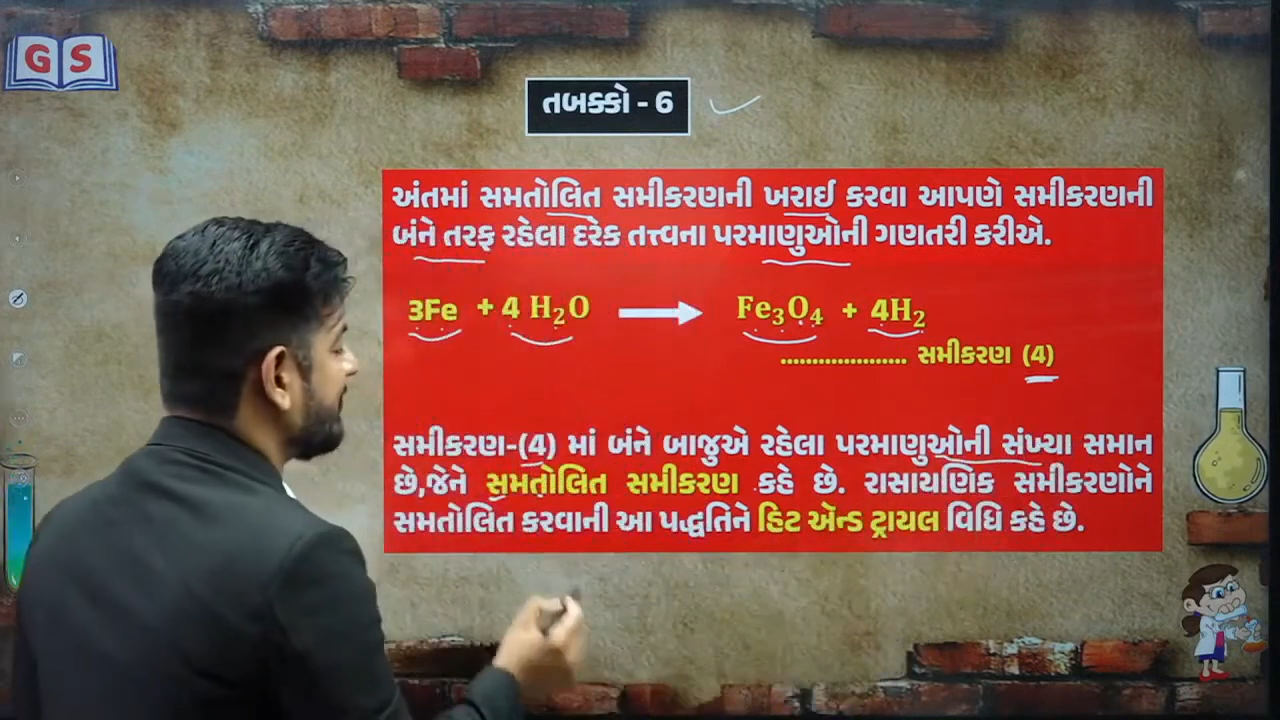 GS
તબક્કો - 6
અંતમાં સમતોલિત સમીકરણની ખરાઈ કરવા આપણે સમીકરણની
બંને તરફ રહેલા દરેક તત્ત્વના પરમાણુઓની ગણતરી કરીએ.
3Fe + 4 H₂O ⟶ Fe₃O₄ + 4H₂
.................... સમીકરણ (4)
સમીકરણ-(4) માં બંને બાજુએ રહેલા પરમાણુઓની સંખ્યા સમાન
છે,જેને સમતોલિત સમીકરણ કહે છે. રાસાયણિક સમીકરણોને
સમતોલિત કરવાની આ પદ્ધતિને હિટ ઍન્ડ ટ્રાયલ વિધિ કહે છે.